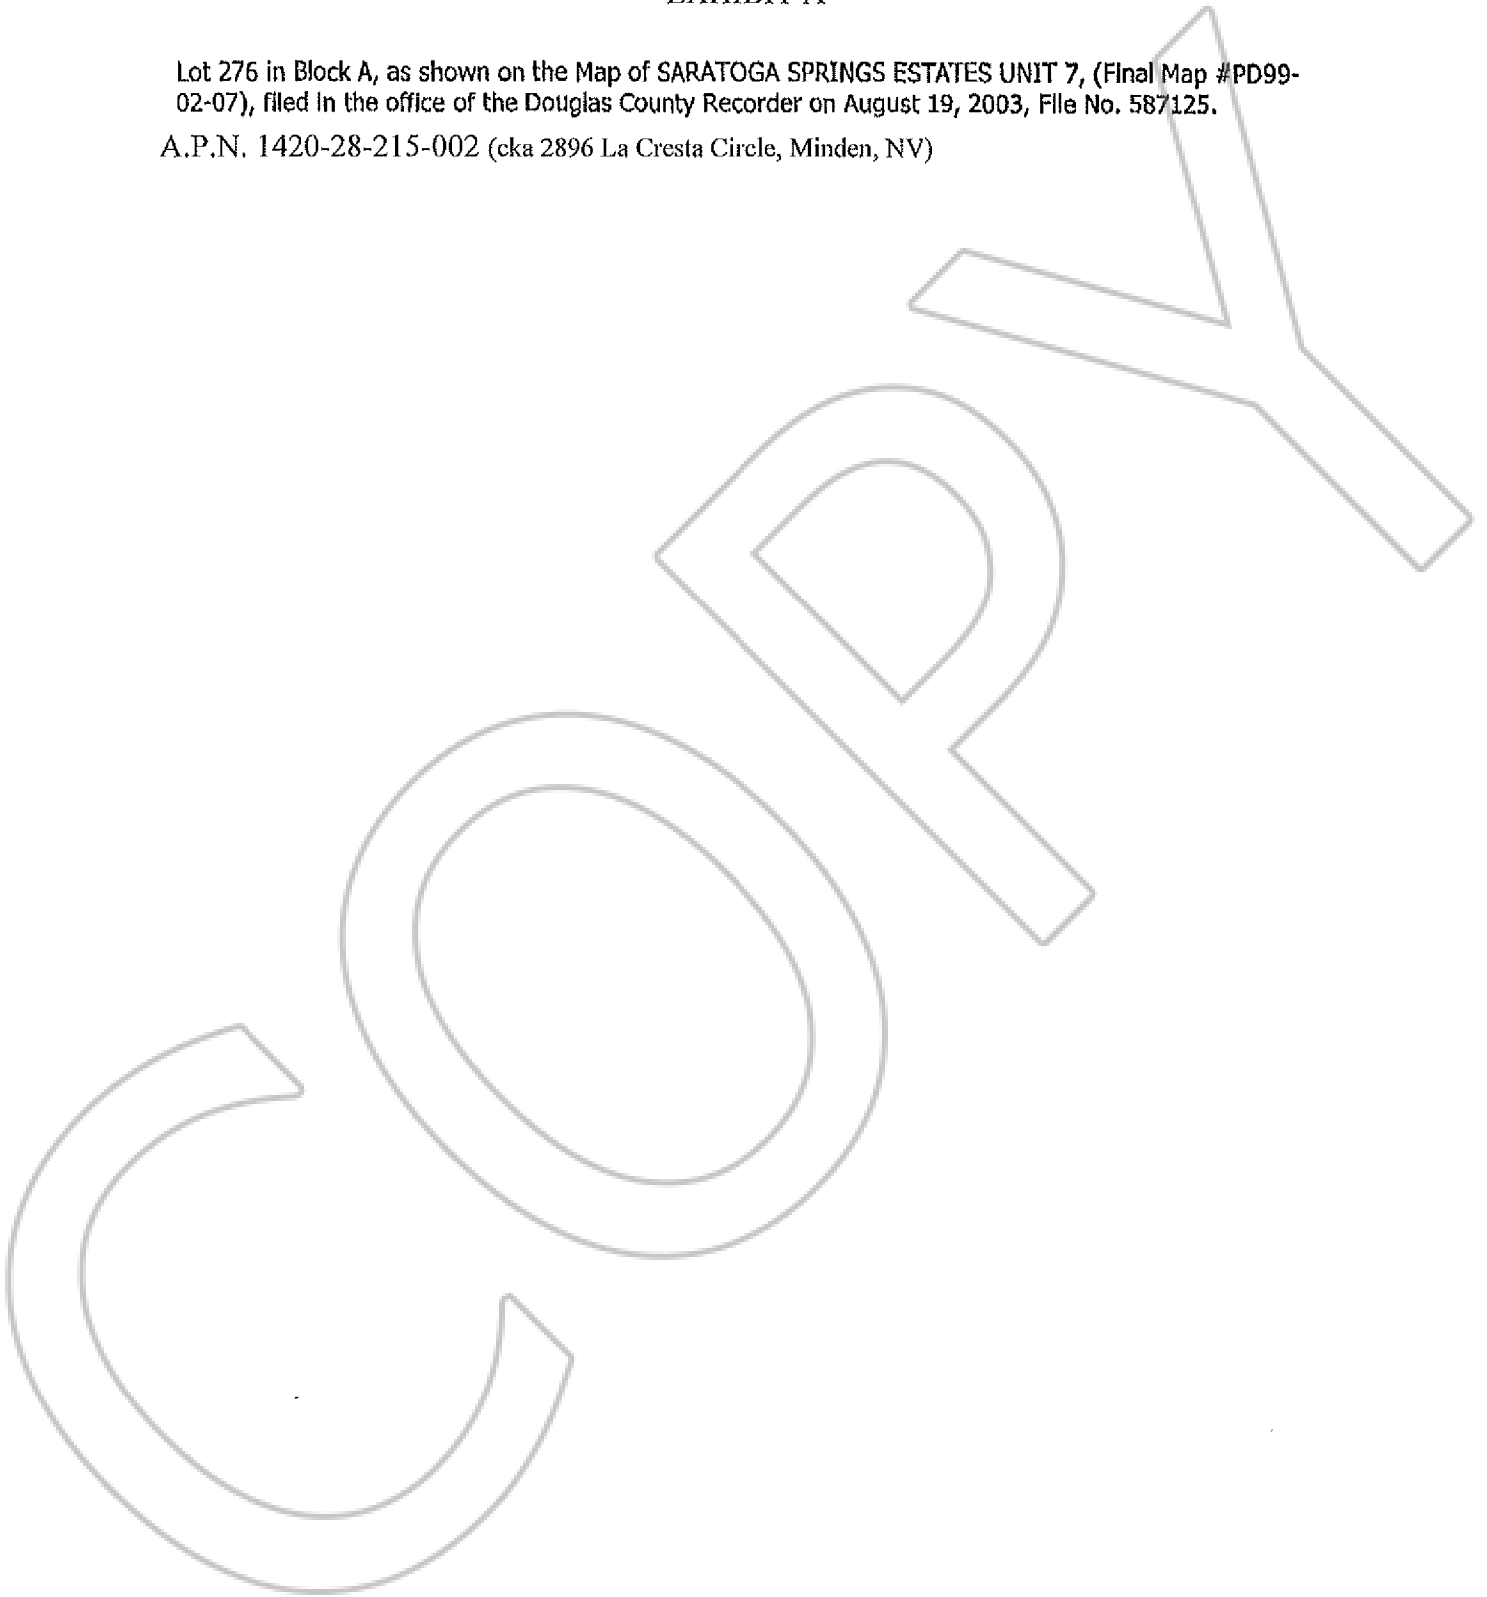 EXHIBIT A
Lot 276 in Block A, as shown on the Map of SARATOGA SPRINGS ESTATES UNIT 7, (Final Map #PD99-
02-07), filed in the office of the Douglas County Recorder on August 19, 2003, File No. 587125.
A.P.N. 1420-28-215-002 (cka 2896 La Cresta Circle, Minden, NV)
COPY